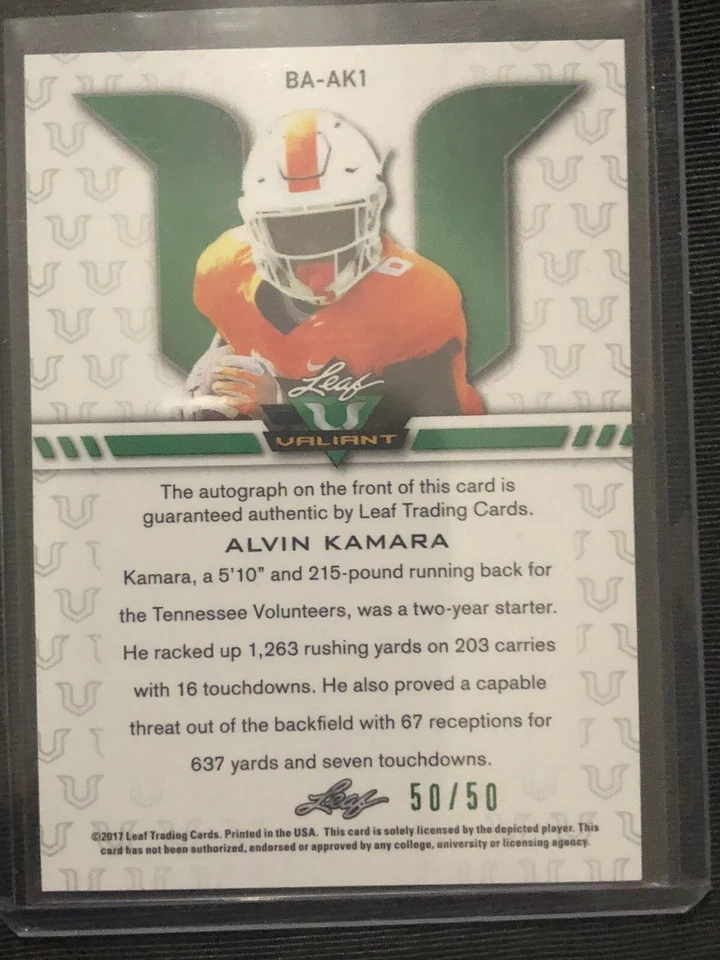 BA-AK1
Leaf
VALIANT
The autograph on the front of this card is
guaranteed authentic by Leaf Trading Cards.
ALVIN KAMARA
Kamara, a 5'10" and 215-pound running back for
the Tennessee Volunteers, was a two-year starter.
He racked up 1,263 rushing yards on 203 carries
with 16 touchdowns. He also proved a capable
threat out of the backfield with 67 receptions for
637 yards and seven touchdowns.
Leaf 50/50
©2017 Leaf Trading Cards. Printed in the USA. This card is solely licensed by the depicted player. This
card has not been authorized, endorsed or approved by any college, university or licensing agency.